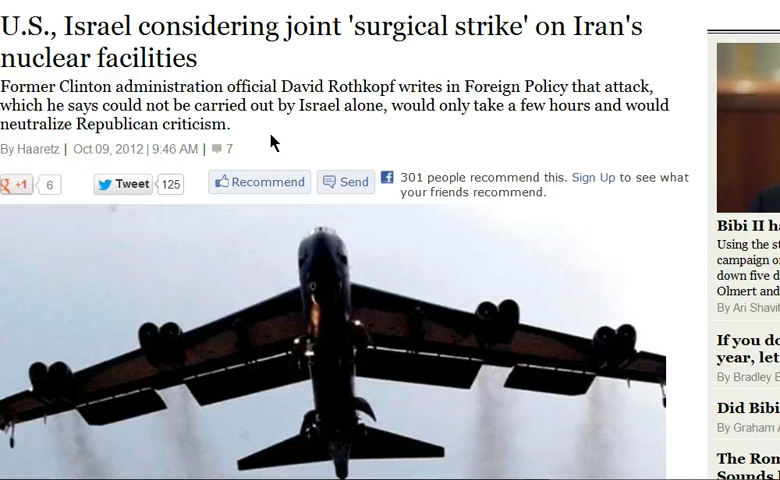 U.S., Israel considering joint 'surgical strike' on Iran's
nuclear facilities
Former Clinton administration official David Rothkopf writes in Foreign Policy that attack,
which he says could not be carried out by Israel alone, would only take a few hours and would
neutralize Republican criticism.
By Haaretz | Oct.09, 2012 | 9:46 AM | 7
+1 6 Tweet 125 Recommend Send 301 people recommend this. Sign Up to see what
your friends recommend.
Bibi II ha
Using the st
campaign o
down five d
Olmert and
By Ari Shavit
If you do
year, let
By Bradley B
Did Bibi
By Graham A
The Rom
Sounds l